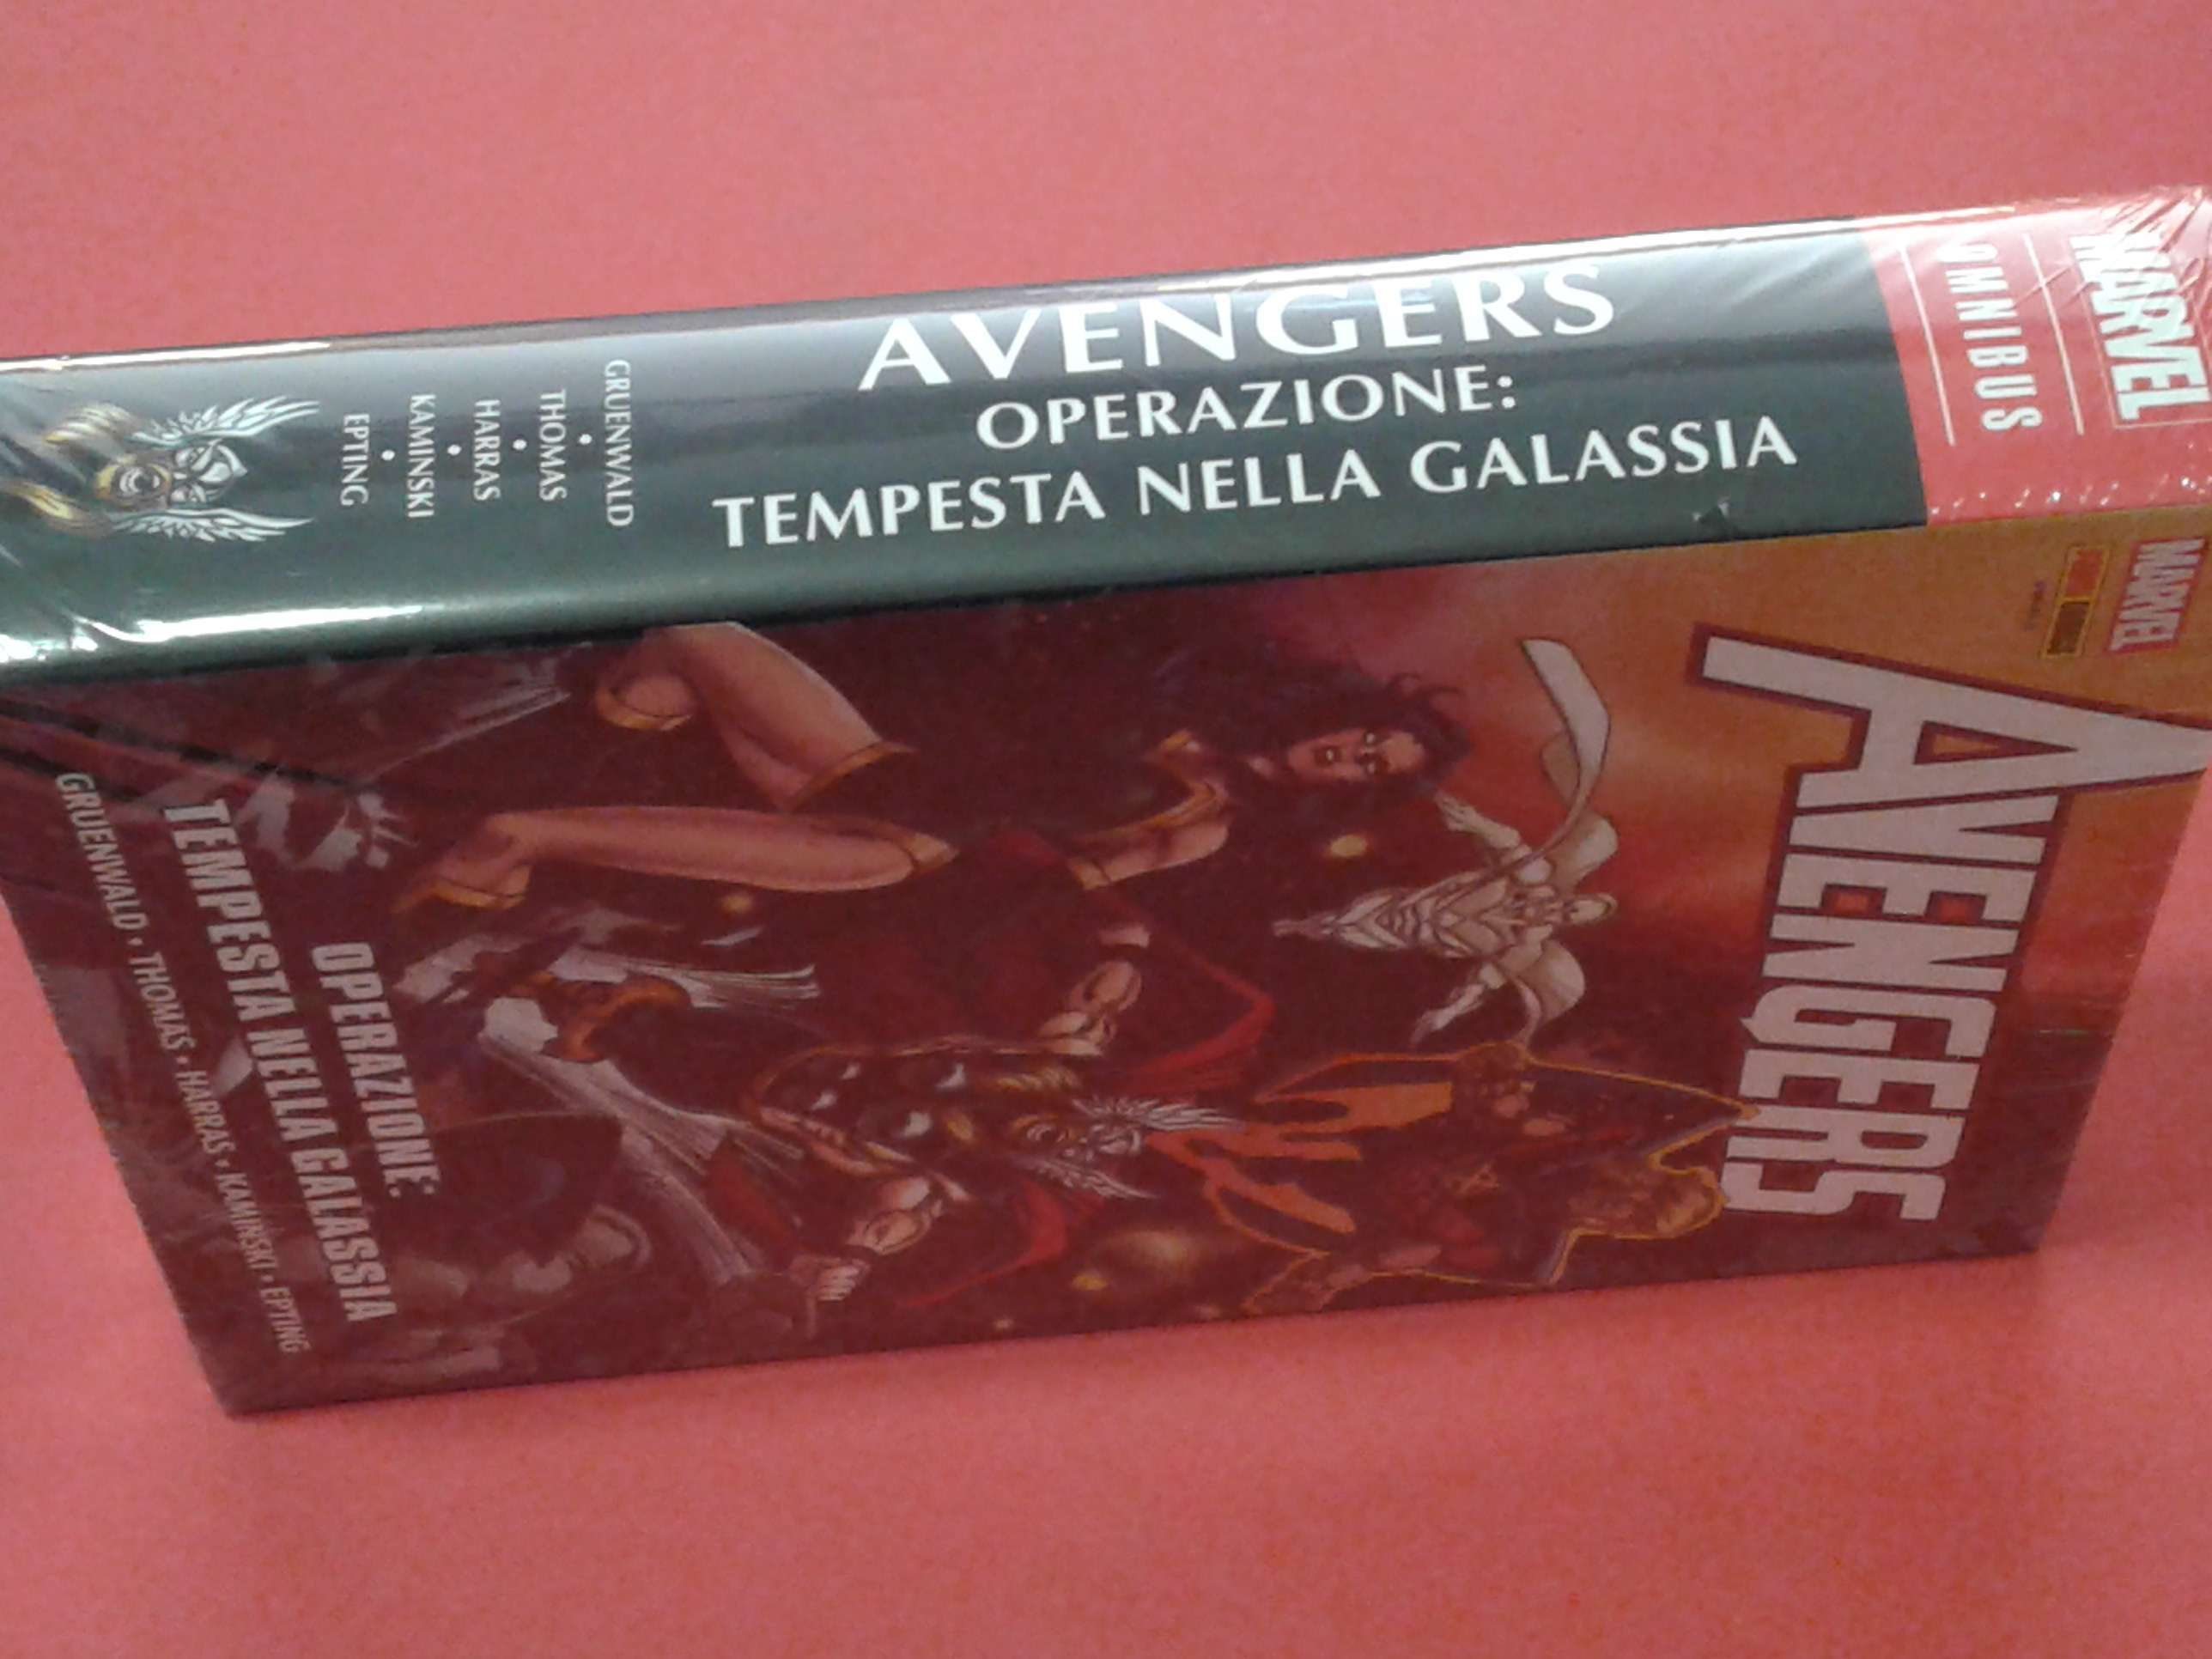 MARVEL
OMNIBUS
AVENGERS
OPERAZIONE:
TEMPESTA NELLA GALASSIA
GRUENWALD
•
THOMAS
•
HARRAS
•
KAMINSKI
•
EPTING
MARVEL
AVENGERS
OPERAZIONE:
TEMPESTA NELLA GALASSIA
GRUENWALD • THOMAS • HARRAS • KAMINSKI • EPTING